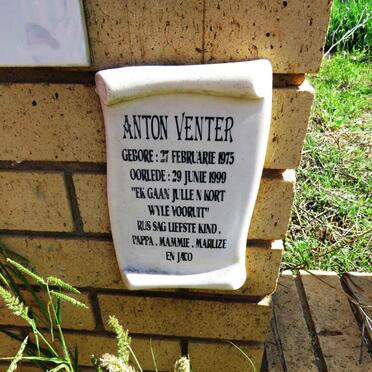 ANTON VENTER
GEBORE : 27 FEBRUARIE 1975
OORLEDE : 29 JUNIE 1999
"EK GAAN JULLE N KORT
WYLE VOORUIT"
RUS SAG LIEFSTE KIND ,
PAPPA , MAMMIE , MARLIZE
EN JACO